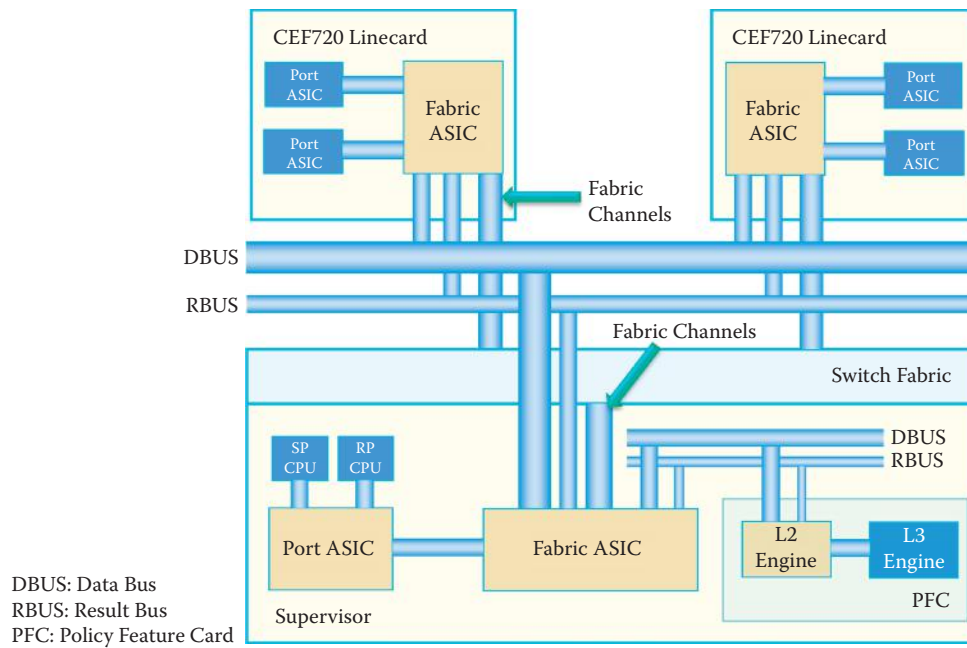 CEF720 Linecard
Port
ASIC
Port
ASIC
Fabric
ASIC
Fabric
Channels
CEF720 Linecard
Fabric
ASIC
Port
ASIC
Port
ASIC
DBUS
RBUS
Fabric Channels
Switch Fabric
DBUS
RBUS
SP
CPU
RP
CPU
Port ASIC
Fabric ASIC
L2
Engine
L3
Engine
PFC
Supervisor
DBUS: Data Bus
RBUS: Result Bus
PFC: Policy Feature Card